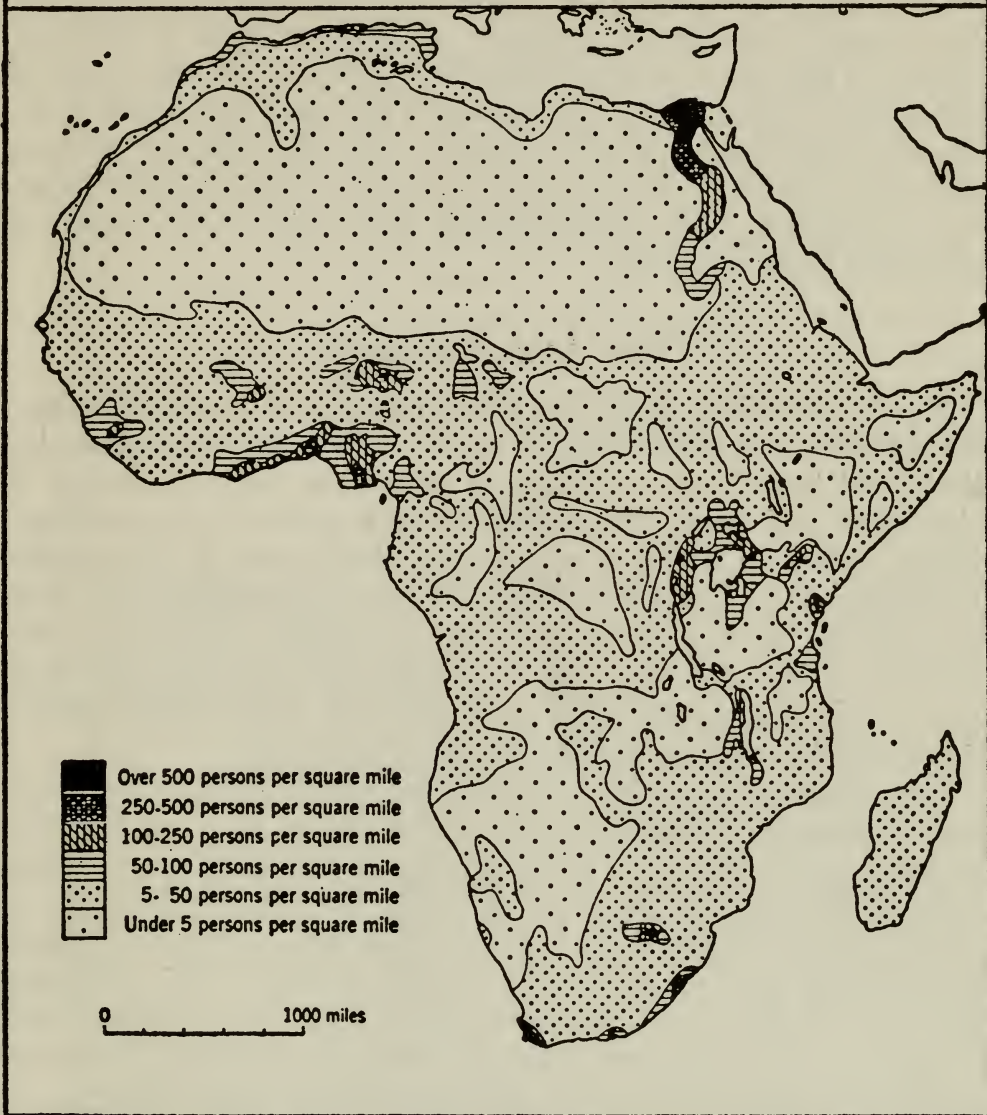 Over 500 persons per square mile
250-500 persons per square mile
100-250 persons per square mile
50-100 persons per square mile
5- 50 persons per square mile
Under 5 persons per square mile
0 1000 miles